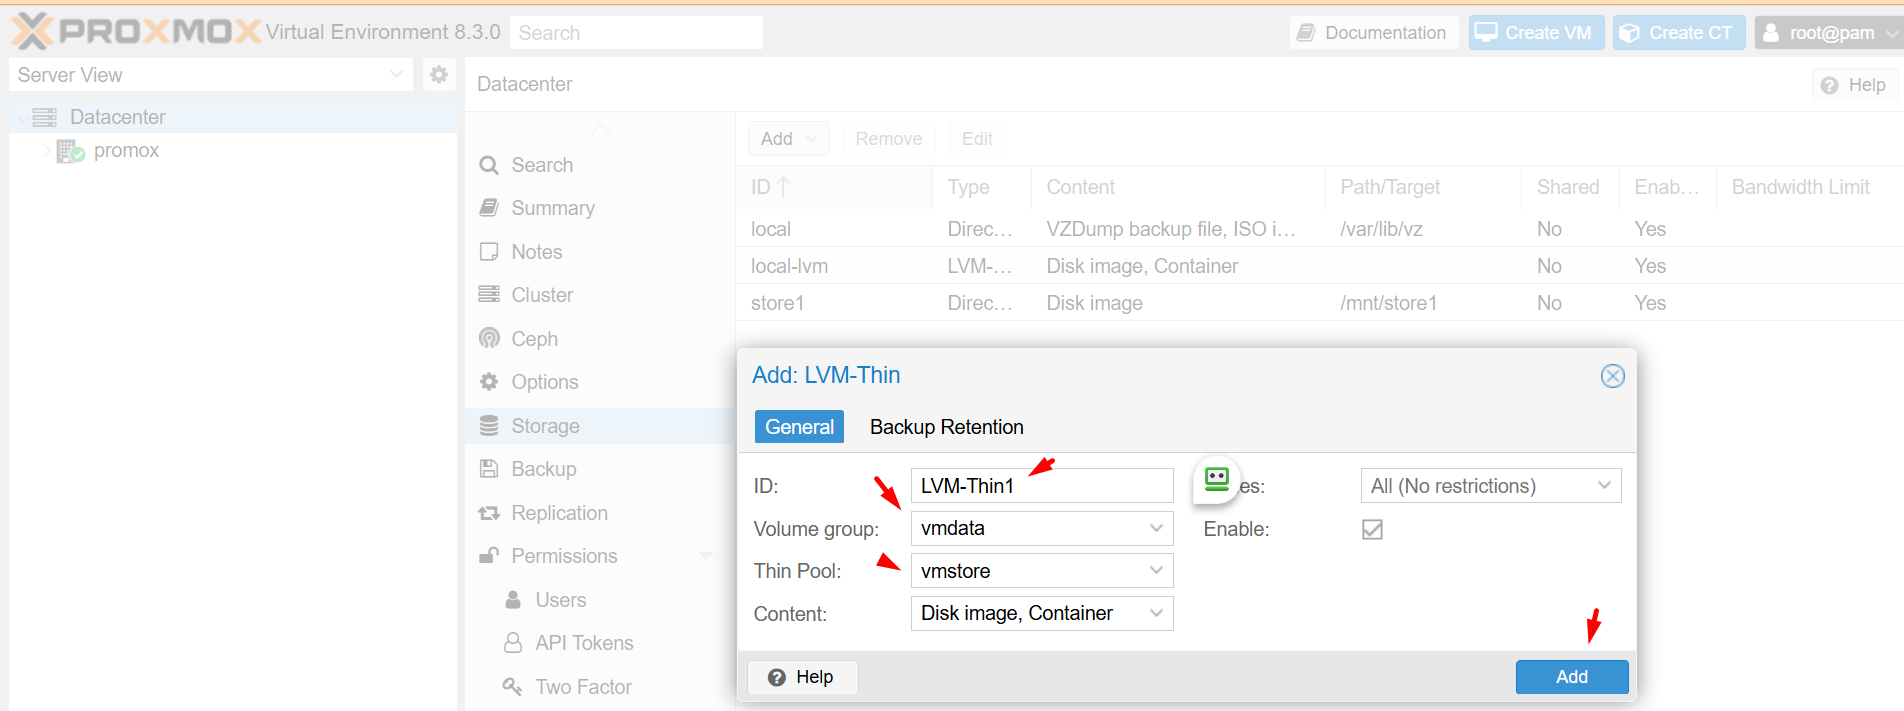 PROXMOX Virtual Environment 8.3.0 Search Documentation Create VM Create CT root@pam
Server View
Datacenter Help
Datacenter
promox
Add Remove Edit
Search
Summary
Notes
Cluster
Ceph
Options
Storage
Backup
Replication
Permissions
Users
API Tokens
Two Factor
ID Type Content Path/Target Shared Enab... Bandwidth Limit
local Direc... VZDump backup file, ISO i... /var/lib/vz No Yes
local-lvm LVM-... Disk image, Container No Yes
store1 Direc... Disk image /mnt/store1 No Yes
Add: LVM-Thin
General Backup Retention
ID: LVM-Thin1 es: All (No restrictions)
Volume group: vmdata Enable:
Thin Pool: vmstore
Content: Disk image, Container
Help Add